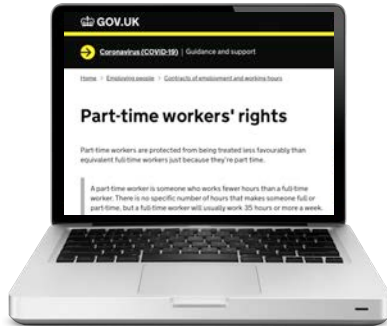 GOV.UK
Coronavirus (COVID-19) | Guidance and support
Home > Employing people > Contracts of employment and working hours
Part-time workers' rights
Part-time workers are protected from being treated less favourably than
equivalent full-time workers just because they're part time.
A part-time worker is someone who works fewer hours than a full-time
worker. There is no specific number of hours that makes someone full or
part-time, but a full-time worker will usually work 35 hours or more a week.